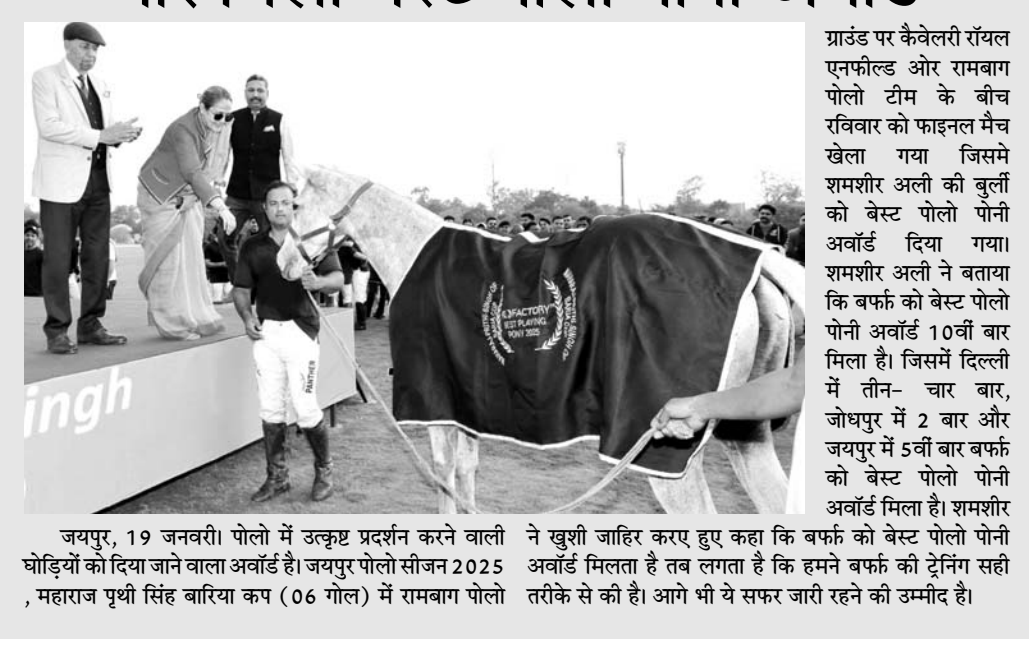 ingh
PANTHER
FACTORY
BEST PLAYING
PONY 2025
जयपुर, 19 जनवरी। पोलो में उत्कृष्ट प्रदर्शन करने वाली
घोड़ियों को दिया जाने वाला अवॉर्ड है। जयपुर पोलो सीजन 2025
, महाराज पृथी सिंह बारिया कप (06 गोल) में रामबाग पोलो
ग्राउंड पर कैवेलरी रॉयल
एनफील्ड ओर रामबाग
पोलो टीम के बीच
रविवार को फाइनल मैच
खेला गया जिसमे
शमशीर अली की बुर्ली
को बेस्ट पोलो पोनी
अवॉर्ड दिया गया।
शमशीर अली ने बताया
कि बर्फ्फ को बेस्ट पोलो
पोनी अवॉर्ड 10वीं बार
मिला है। जिसमें दिल्ली
में तीन- चार बार,
जोधपुर में 2 बार और
जयपुर में 5वीं बार बर्फ्फ
को बेस्ट पोलो पोनी
अवॉर्ड मिला है। शमशीर
ने खुशी जाहिर करए हुए कहा कि बर्फ्फ को बेस्ट पोलो पोनी
अवॉर्ड मिलता है तब लगता है कि हमने बर्फ्फ की ट्रेनिंग सही
तरीके से की है। आगे भी ये सफर जारी रहने की उम्मीद है।